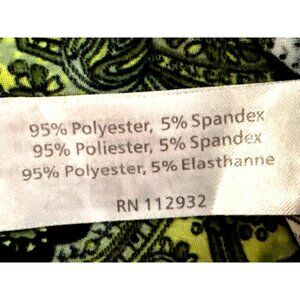 95% Polyester, 5% Spandex
95% Poliester, 5% Spandex
95% Polyester, 5% Elasthanne
RN 112932